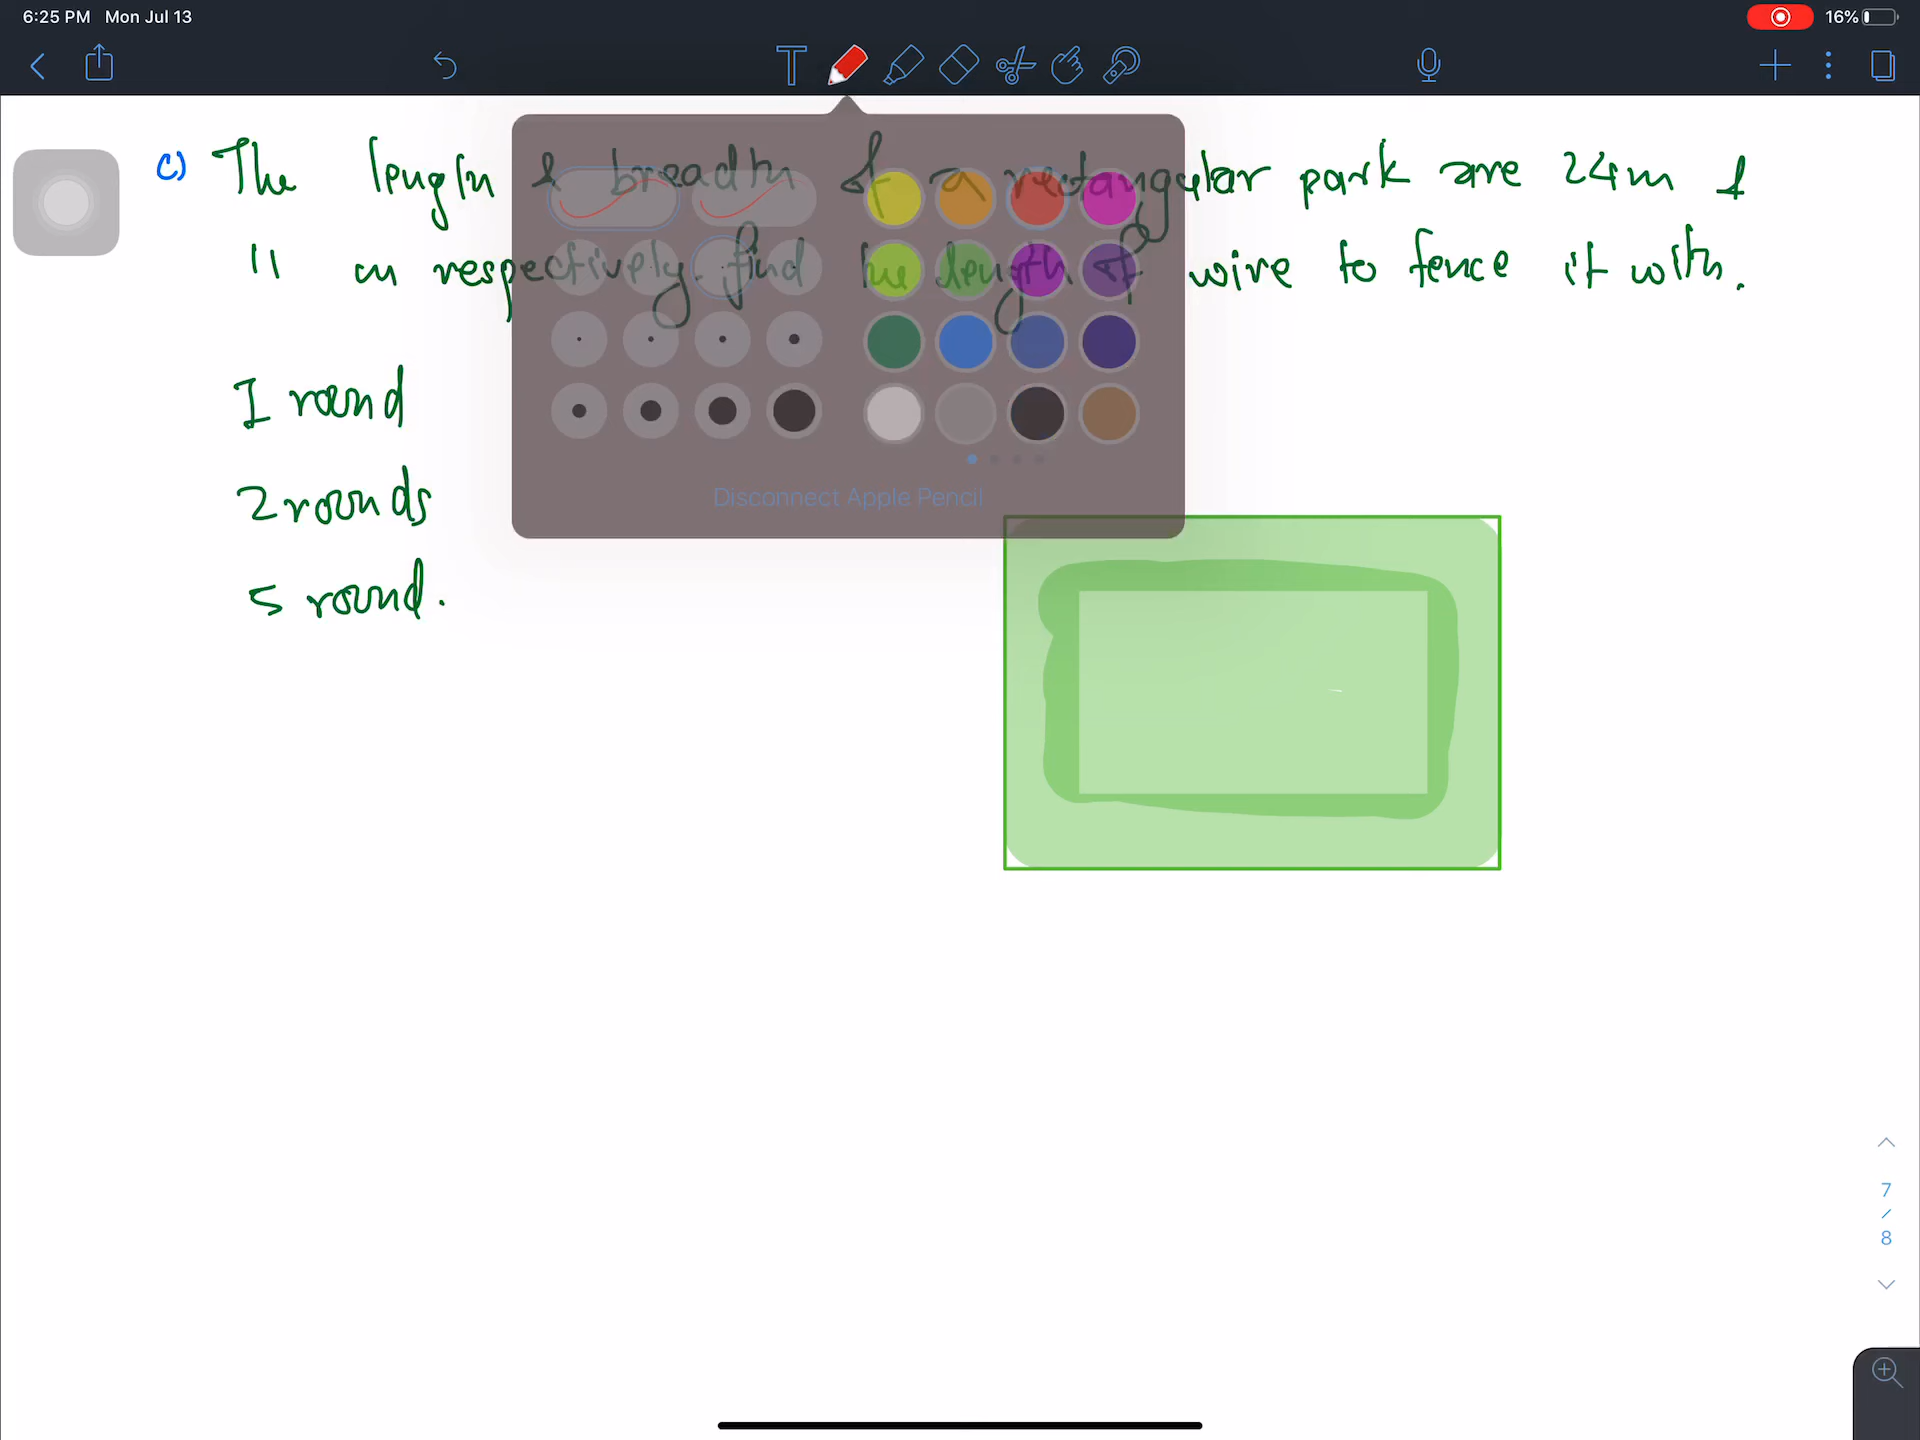 6:25 PM Mon Jul 13
16%
T
c) The length & breadth of a rectangular park are 24m &
11 m respectively. find the length of wire to fence it with.
I round
2 rounds
5 round.
Disconnect Apple Pencil
7
/
8